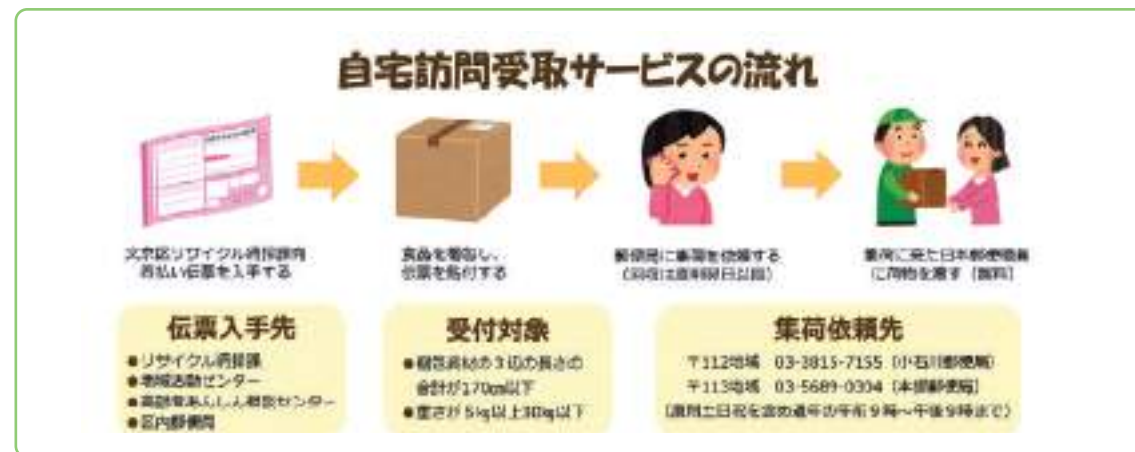 自宅訪問受取サービスの流れ
文京区リサイクル清掃課宛
着払い伝票を入手する
食品を梱包し、
伝票を貼付する
郵便局に集荷を依頼する
(回収は原則翌日以降)
集荷に来た日本郵便職員
に荷物を渡す(無料)
伝票入手先
●リサイクル清掃課
●地域活動センター
●高齢者あんしん相談センター
●区内郵便局
受付対象
●梱包資材の3辺の長さの
合計が170cm以下
●重さが5kg以上30kg以下
集荷依頼先
〒112地域 03-3815-7155(小石川郵便局)
〒113地域 03-5689-0304(本郷郵便局)
土日祝を含め通年の午前9時~午後9時まで)